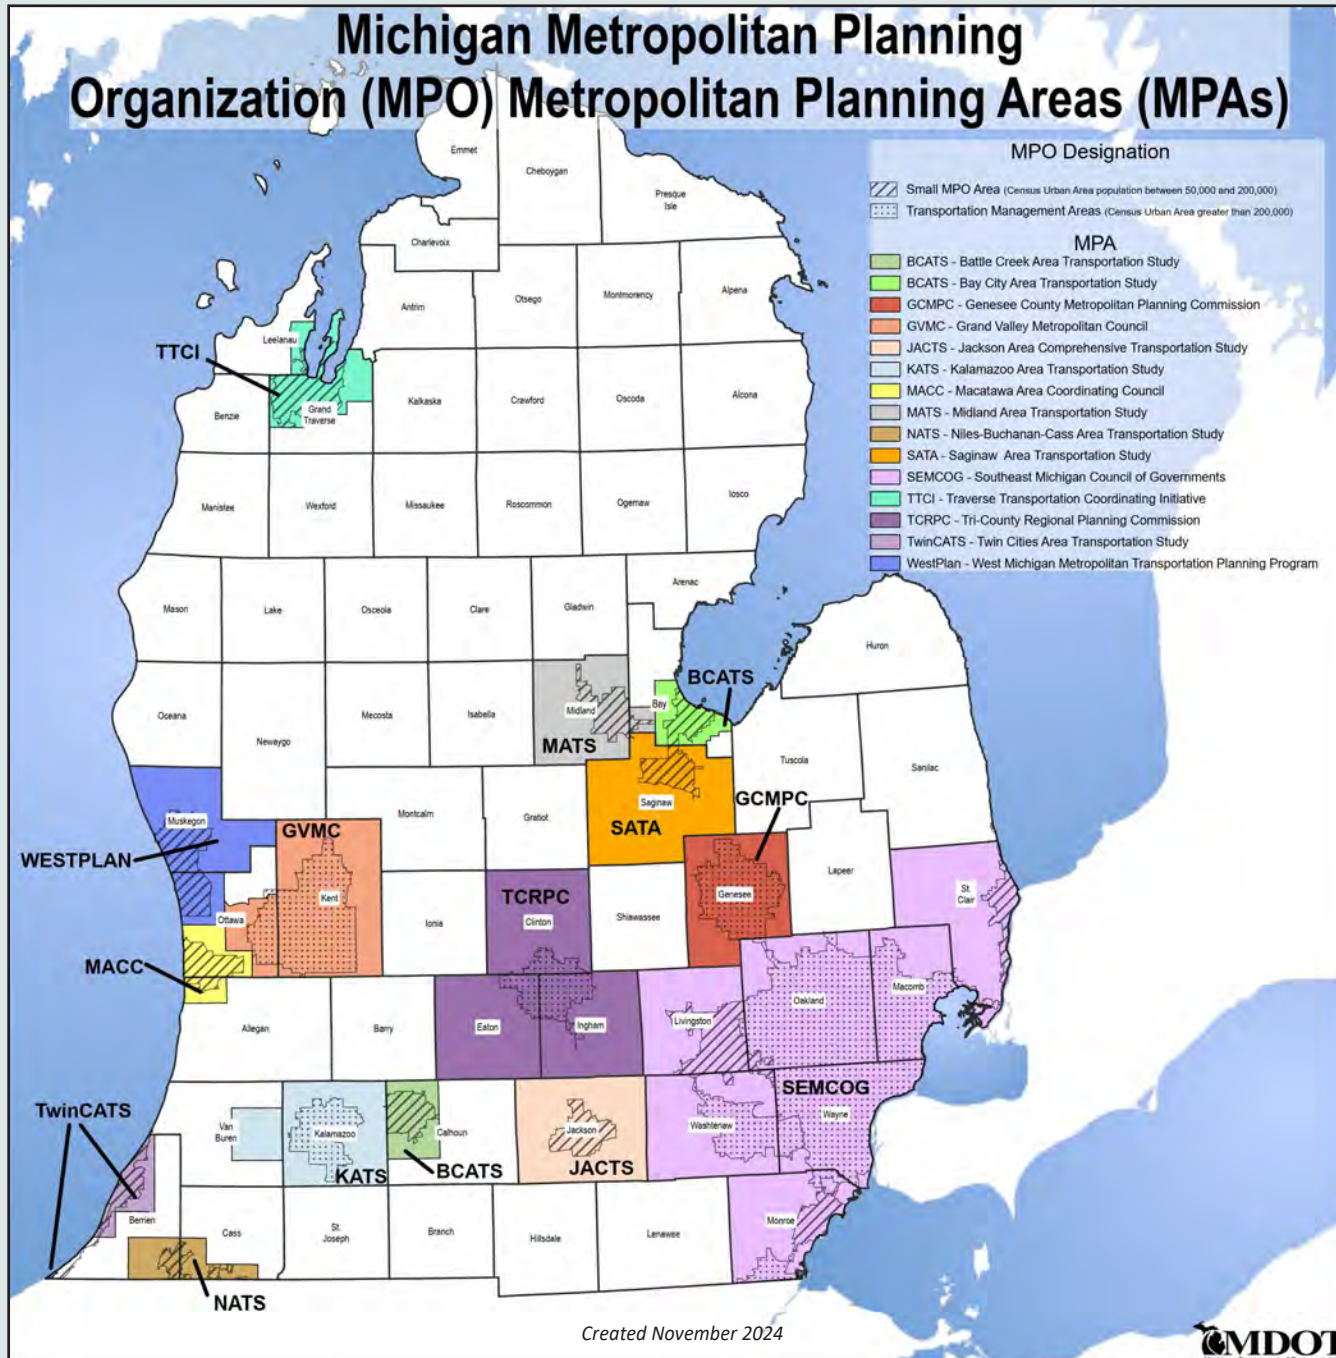 Michigan Metropolitan Planning
Organization (MPO) Metropolitan Planning Areas (MPAs)
MPO Designation
Small MPO Area (Census Urban Area population between 50,000 and 200,000)
Transportation Management Areas (Census Urban Area greater than 200,000)
MPA
BCATS - Battle Creek Area Transportation Study
BCATS - Bay City Area Transportation Study
GCMPC - Genesee County Metropolitan Planning Commission
GVMC - Grand Valley Metropolitan Council
JACTS - Jackson Area Comprehensive Transportation Study
KATS - Kalamazoo Area Transportation Study
MACC - Macatawa Area Coordinating Council
MATS - Midland Area Transportation Study
NATS - Niles-Buchanan-Cass Area Transportation Study
SATA - Saginaw Area Transportation Study
SEMCOG - Southeast Michigan Council of Governments
TTCI - Traverse Transportation Coordinating Initiative
TCRPC - Tri-County Regional Planning Commission
TwinCATS - Twin Cities Area Transportation Study
WestPlan - West Michigan Metropolitan Transportation Planning Program
Emmet
Cheboygan
Presque
Isle
Charlevoix
Antrim
Otsego
Montmorency
Alpena
Leelanau
TTCI
Benzie
Grand
Traverse
Kalkaska
Crawford
Oscoda
Alcona
Manistee
Wexford
Missaukee
Roscommon
Ogemaw
Iosco
Mason
Lake
Osceola
Clare
Gladwin
Arenac
Huron
Oceana
Newaygo
Mecosta
Isabella
Midland
MATS
Bay
BCATS
Tuscola
Sanilac
Muskegon
WESTPLAN
GVMC
Montcalm
Gratiot
Saginaw
SATA
GCMPC
Genesee
Lapeer
St.
Clair
Ottawa
Kent
Ionia
TCRPC
Clinton
Shiawassee
MACC
Allegan
Barry
Eaton
Ingham
Livingston
Oakland
Macomb
TwinCATS
Van
Buren
Kalamazoo
KATS
Calhoun
BCATS
Jackson
JACTS
Washtenaw
SEMCOG
Wayne
Berrien
Cass
NATS
St.
Joseph
Branch
Hillsdale
Lenawee
Monroe
Created November 2024
MDOT